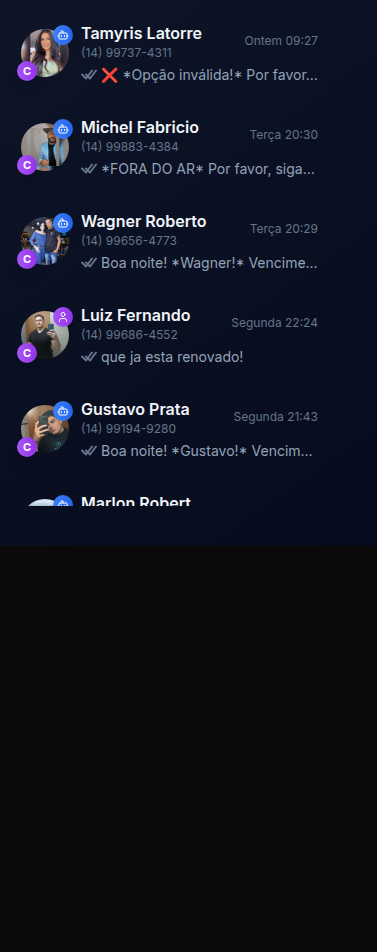 Tamyris Latorre
Ontem 09:27
(14) 99737-4311
C
❌ *Opção inválida!* Por favor...
Michel Fabricio
Terça 20:30
(14) 99883-4384
C
*FORA DO AR* Por favor, siga...
Wagner Roberto
Terça 20:29
(14) 99656-4773
C
Boa noite! *Wagner!* Vencime...
Luiz Fernando
Segunda 22:24
(14) 99686-4552
C
que ja esta renovado!
Gustavo Prata
Segunda 21:43
(14) 99194-9280
C
Boa noite! *Gustavo!* Vencim...
Marlon Robert